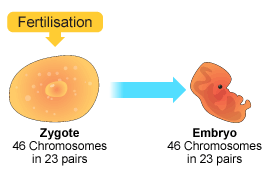 Fertilisation
Zygote
46 Chromosomes
in 23 pairs
Embryo
46 Chromosomes
in 23 pairs